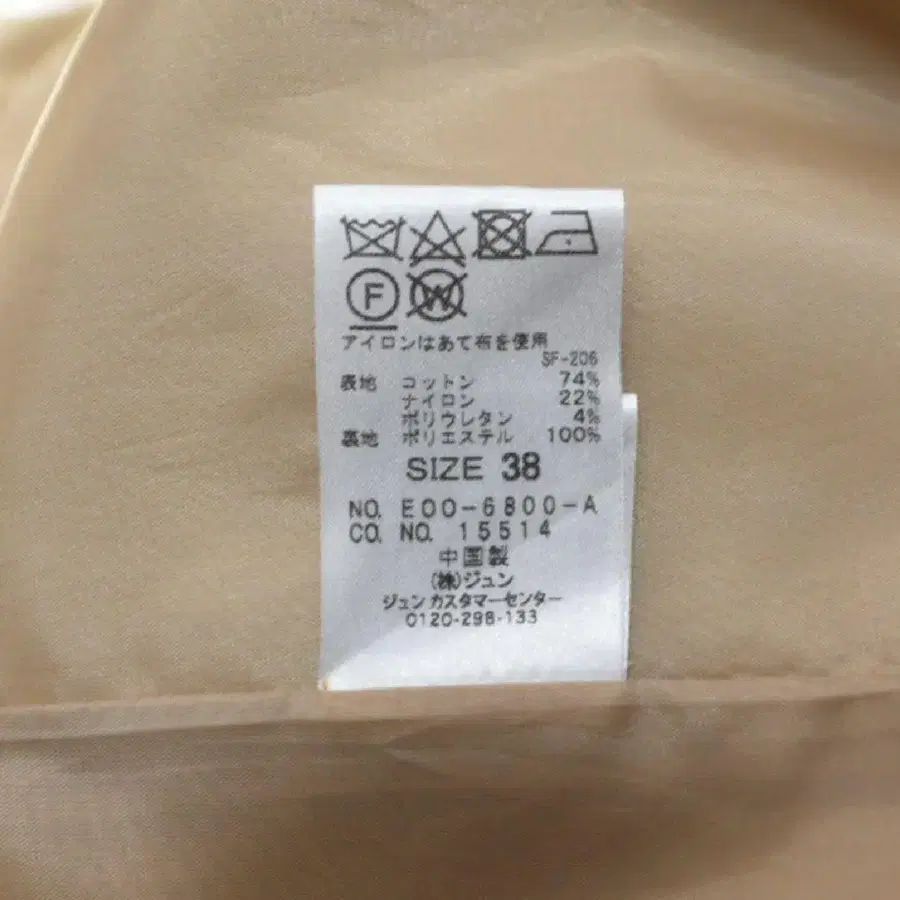 F W
アイロンはあて布を使用
SF-206
表地 コットン 74%
ナイロン 22%
ポリウレタン 4%
裏地 ポリエステル 100%
SIZE 38
NO. E00-6800-A
CO. NO. 15514
中国製
(株)ジュン
ジュン カスタマーセンター
0120-298-133